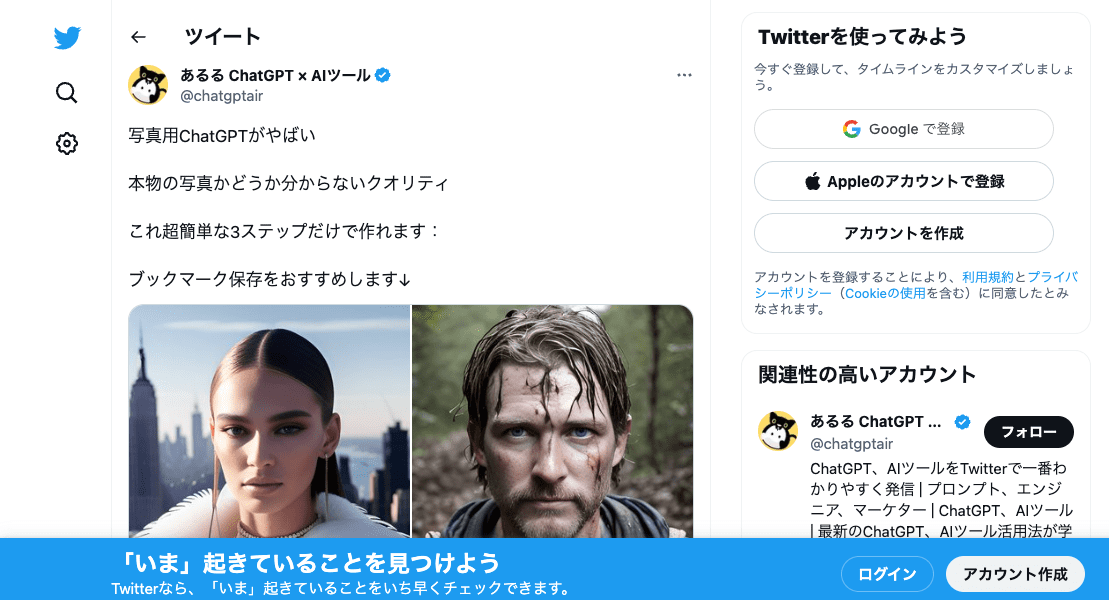 ツイート
あるる ChatGPT × AIツール
@chatgptair
写真用ChatGPTがやばい
本物の写真かどうか分からないクオリティ
これ超簡単な3ステップだけで作れます：
ブックマーク保存をおすすめします↓
Twitterを使ってみよう
今すぐ登録して、タイムラインをカスタマイズしましょ
う。
Google で登録
Appleのアカウントで登録
アカウントを作成
アカウントを登録することにより、利用規約とプライバ
シーポリシー（Cookieの使用を含む）に同意したとみ
なされます。
関連性の高いアカウント
あるる ChatGPT ...
@chatgptair
フォロー
ChatGPT、AIツールをTwitterで一番わ
かりやすく発信 | プロンプト、エンジ
ニア、マーケター | ChatGPT、AIツール
| 最新のChatGPT、AIツール活用法が学
「いま」起きていることを見つけよう
Twitterなら、「いま」起きていることをいち早くチェックできます。
ログイン
アカウント作成